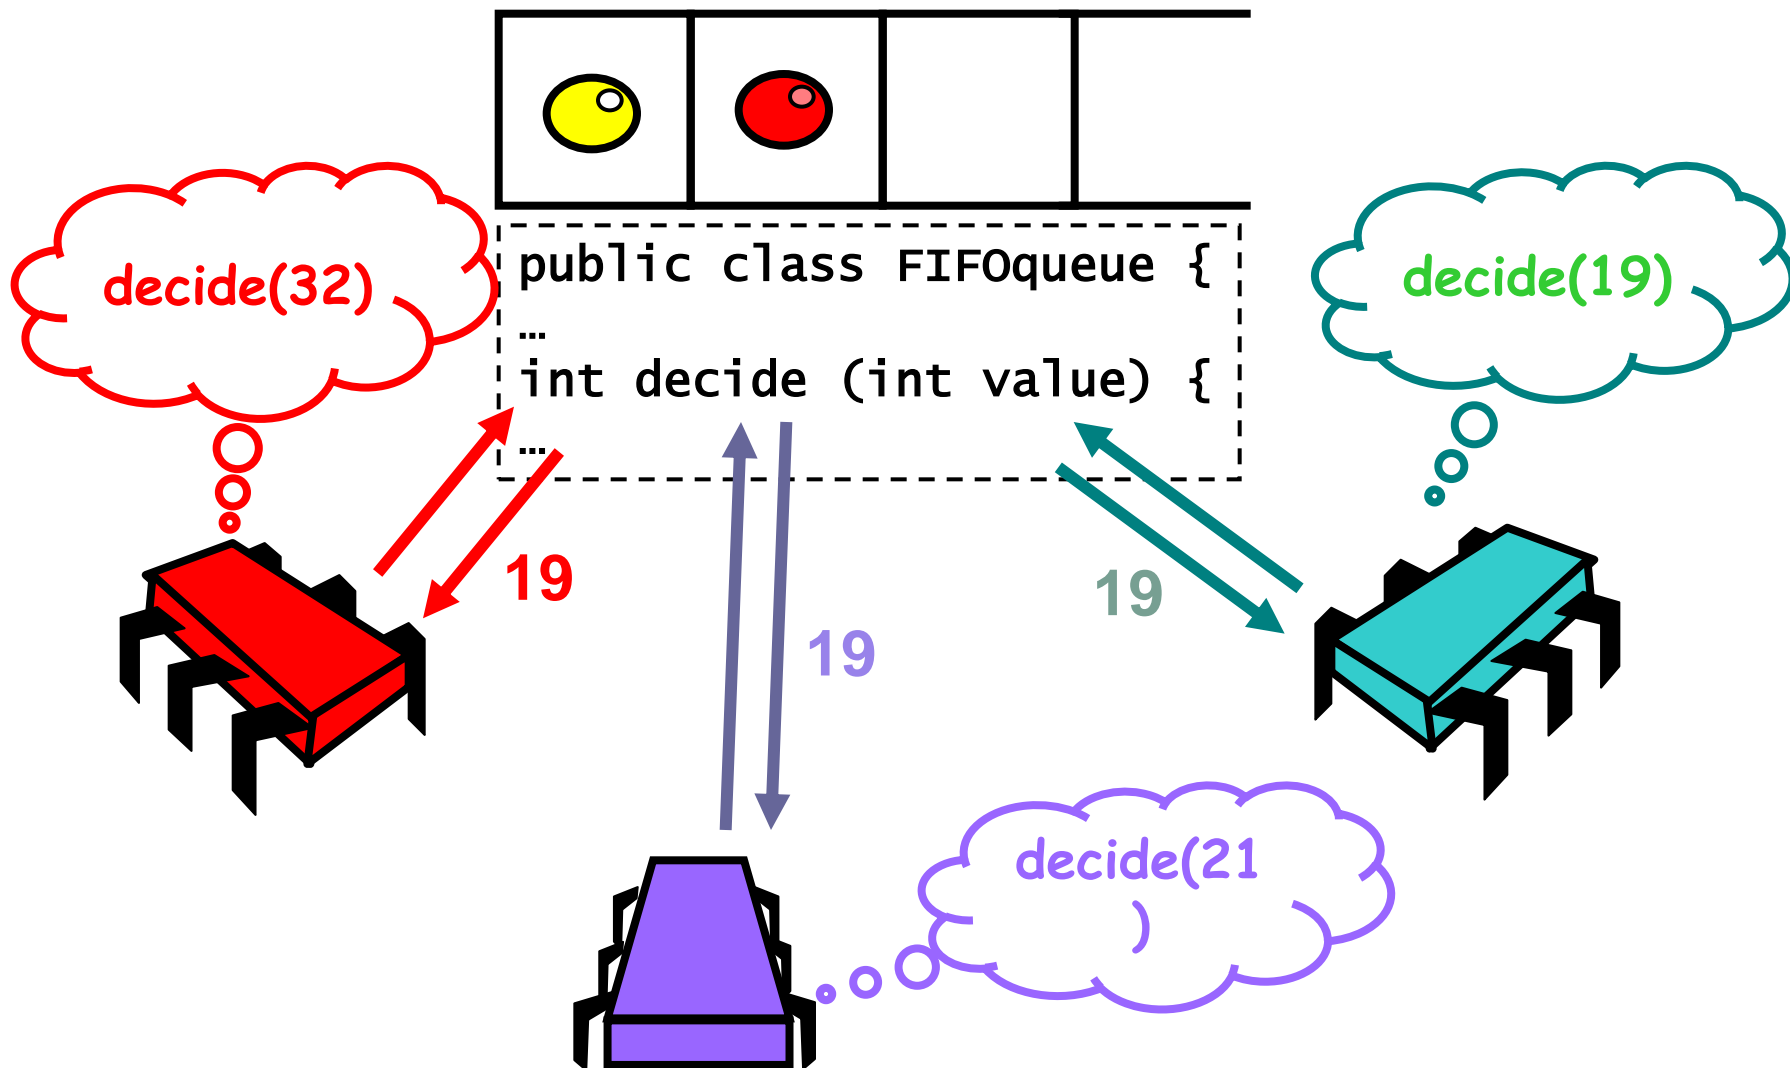 public class FIFOqueue {
…
int decide (int value) {
…
decide(32)
decide(19)
19
19
19
decide(21
)